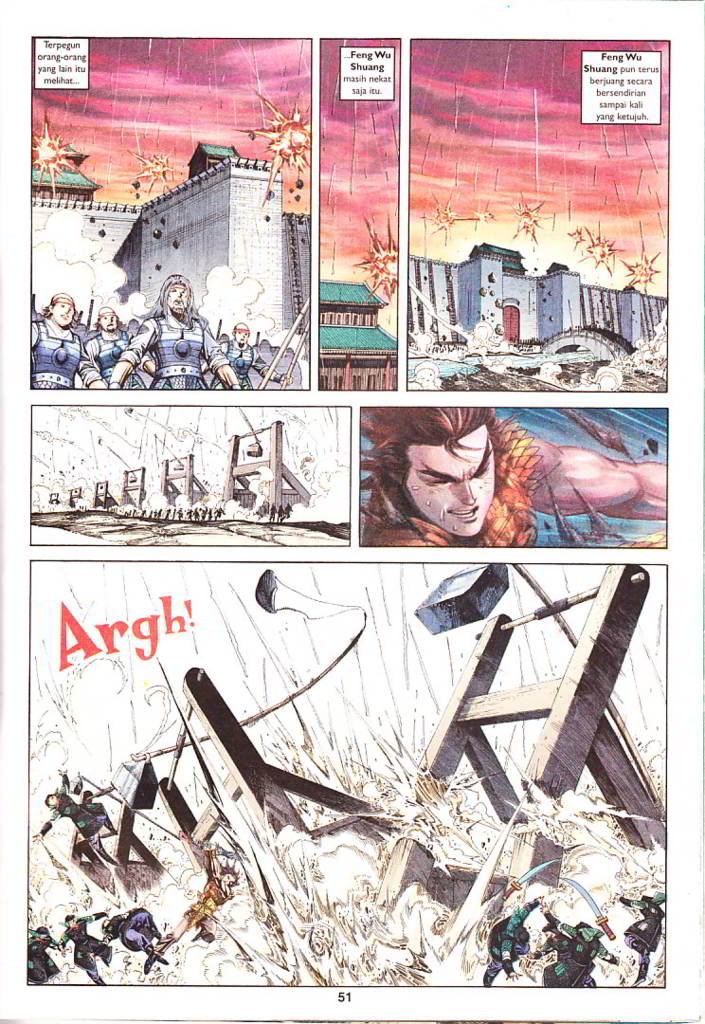 Terpegun
orang-orang
yang lain itu
melihat...
...Feng Wu
Shuang
masih nekat
saja itu.
Feng Wu
Shuang pun terus
berjuang secara
bersendirian
sampai kali
yang ketujuh.
Argh!
51